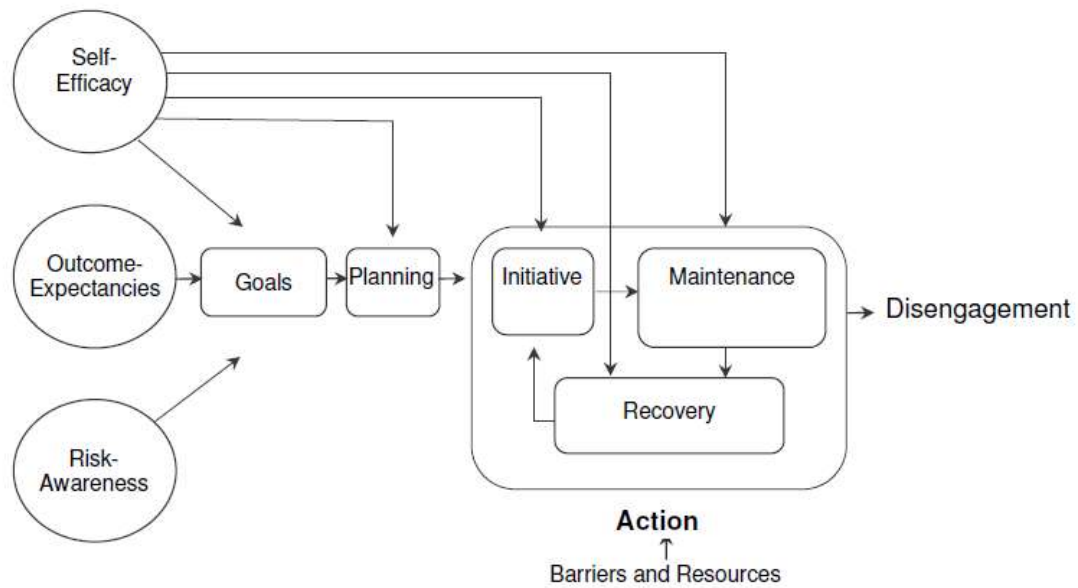 Self-
Efficacy
Outcome-
Expectancies
Goals
Planning
Initiative
Maintenance
Disengagement
Recovery
Risk-
Awareness
Action
Barriers and Resources